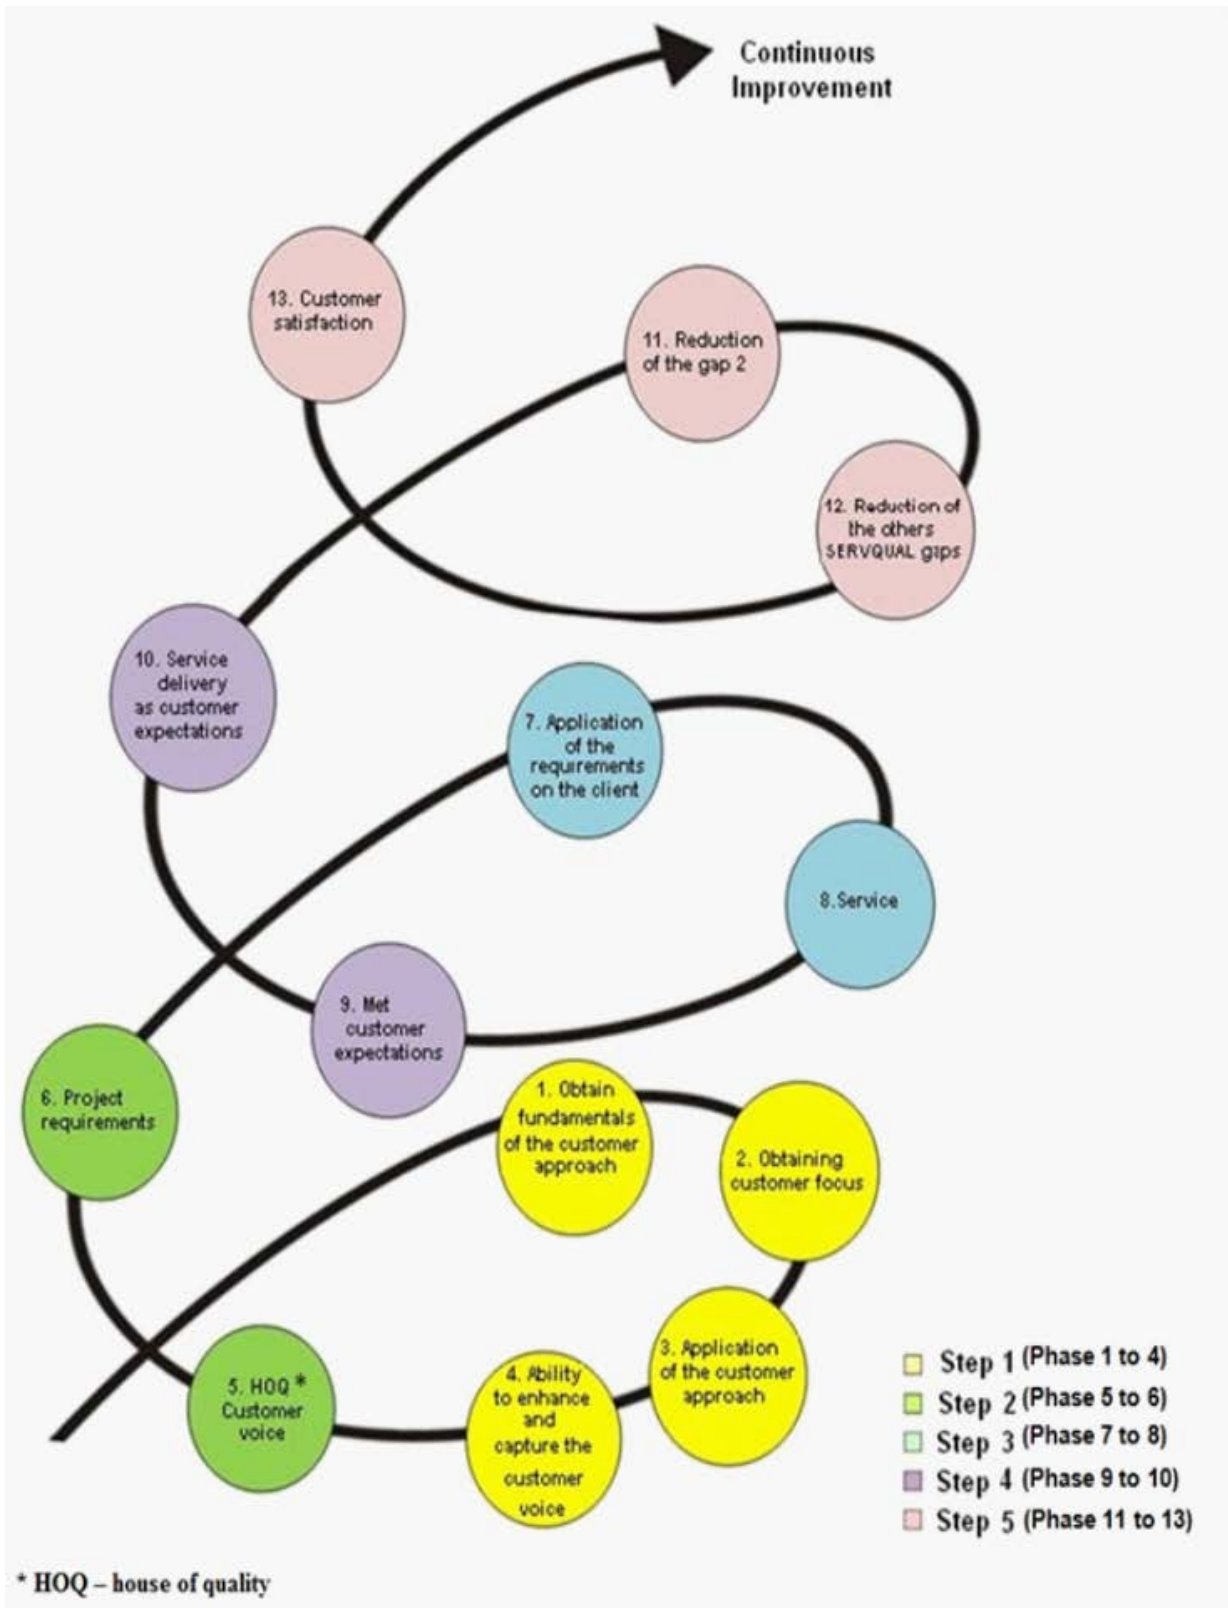 Continuous
Improvement
13. Customer
satisfaction
11. Reduction
of the gap 2
12. Reduction of
the others
SERVQUAL gaps
10. Service
delivery
as customer
expectations
7. Application
of the
requirements
on the client
8.Service
9. Met
customer
expectations
6. Project
requirements
1. Obtain
fundamentals
of the customer
approach
2. Obtaining
customer focus
3. Application
of the customer
approach
4. Ability
to enhance
and
capture the
customer
voice
5. HOQ *
Customer
voice
Step 1 (Phase 1 to 4)
Step 2 (Phase 5 to 6)
Step 3 (Phase 7 to 8)
Step 4 (Phase 9 to 10)
Step 5 (Phase 11 to 13)
* HOQ – house of quality